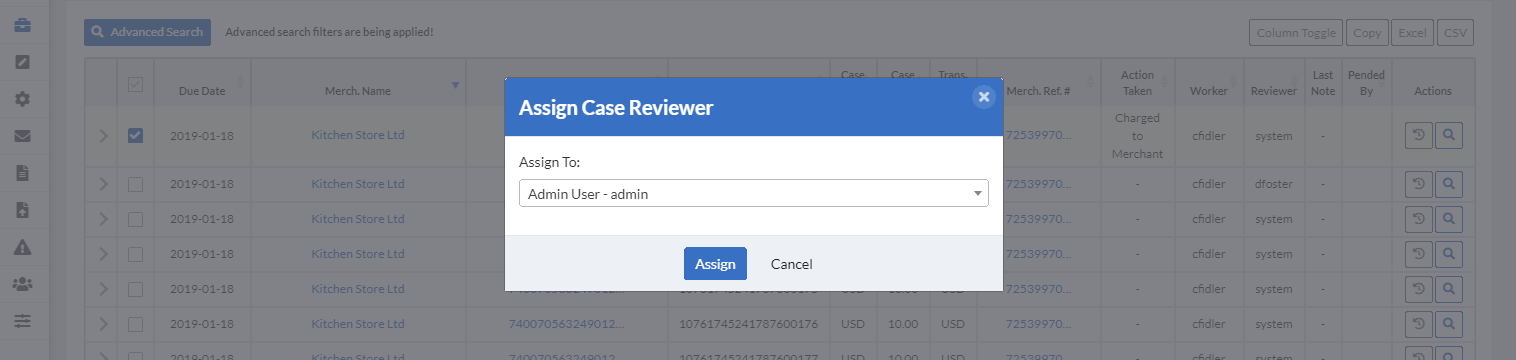 Advanced Search Advanced search filters are being applied! Column Toggle Copy Excel CSV
Due Date Merch. Name Case Case Trans. Merch. Ref. # Action Taken Worker Reviewer Last Note Pended By Actions
2019-01-18 Kitchen Store Ltd 72539970... Charged to Merchant cfidler system -
Assign Case Reviewer
Assign To:
Admin User - admin
Assign Cancel
2019-01-18 Kitchen Store Ltd 72539970... - cfidler dfoster -
2019-01-18 Kitchen Store Ltd 72539970... - cfidler system -
2019-01-18 Kitchen Store Ltd 72539970... - cfidler system -
2019-01-18 Kitchen Store Ltd 72539970... - cfidler system -
2019-01-18 Kitchen Store Ltd 740070563249012... 10761745241787600176 USD 10.00 USD 72539970... - cfidler system -
2019-01-18 Kitchen Store Ltd 740070563249012... 10761745241787600177 USD 10.00 USD 72539970... - cfidler system -